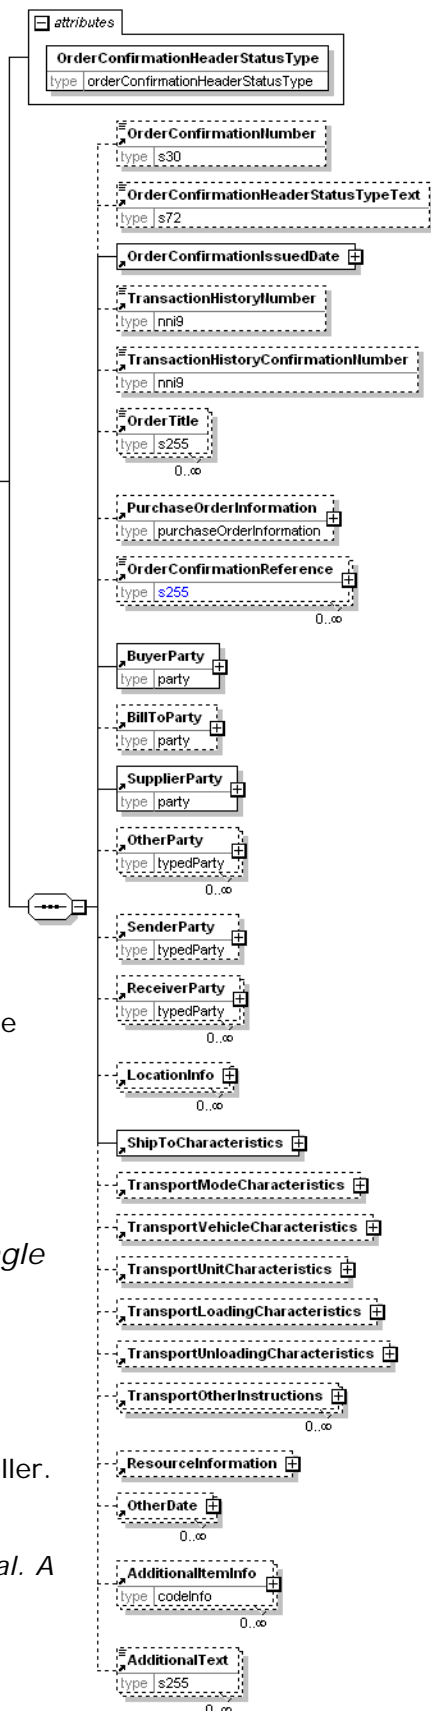 attributes
OrderConfirmationHeaderStatusType
type orderConfirmationHeaderStatusType
OrderConfirmationNumber
type s30
OrderConfirmationHeaderStatusTypeText
type s72
OrderConfirmationIssuedDate
TransactionHistoryNumber
type nni9
TransactionHistoryConfirmationNumber
type nni9
OrderTitle
type s255
0..∞
PurchaseOrderInformation
type purchaseOrderInformation
OrderConfirmationReference
type s255
0..∞
BuyerParty
type party
BillToParty
type party
SupplierParty
type party
OtherParty
type typedParty
0..∞
SenderParty
type typedParty
ReceiverParty
type typedParty
e
0..∞
LocationInfo
0..∞
ShipToCharacteristics
TransportModeCharacteristics
TransportVehicleCharacteristics
ngle
TransportUnitCharacteristics
TransportLoadingCharacteristics
TransportUnloadingCharacteristics
TransportOtherInstructions
0..∞
ller.
ResourceInformation
OtherDate
0..∞
al. A
AdditionalItemInfo
type codeInfo
0..∞
AdditionalText
type s255
0..∞